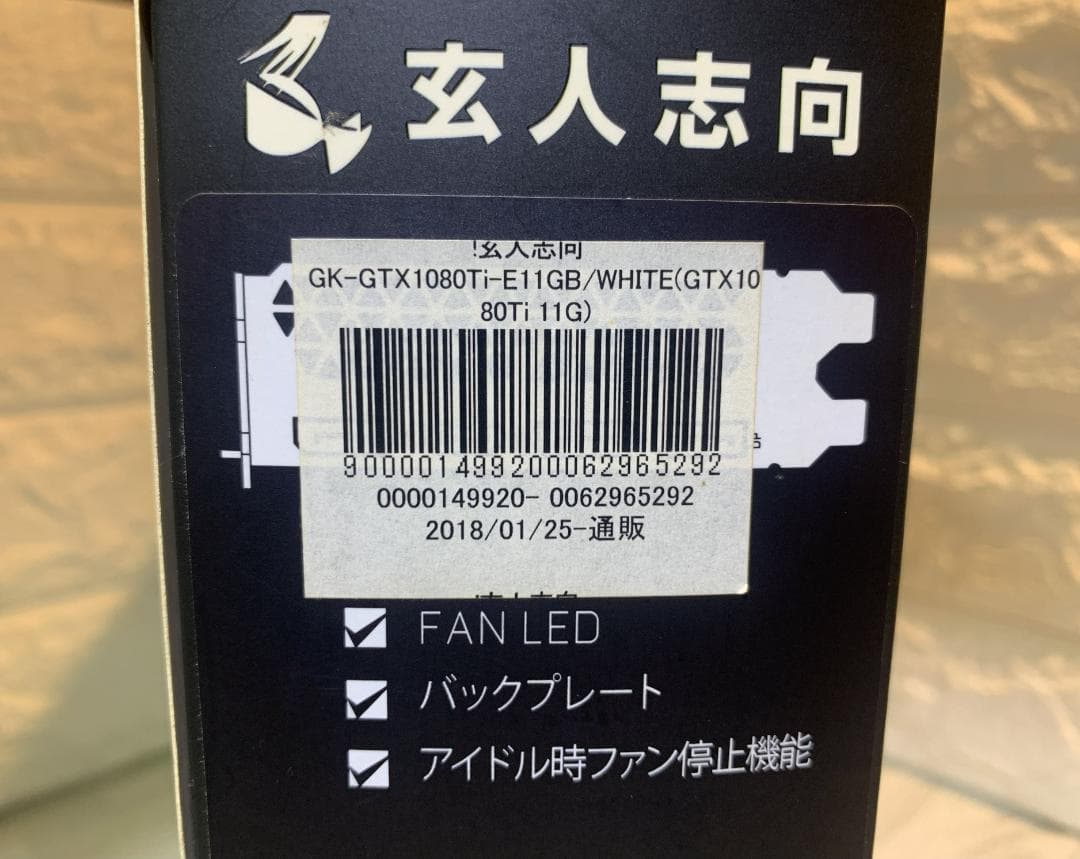 玄人志向
!玄人志向
GK-GTX1080Ti-E11GB/WHITE(GTX10
80Ti 11G)
900001499200062965292
0000149920- 0062965292
2018/01/25-通販
FAN LED
バックプレート
アイドル時ファン停止機能